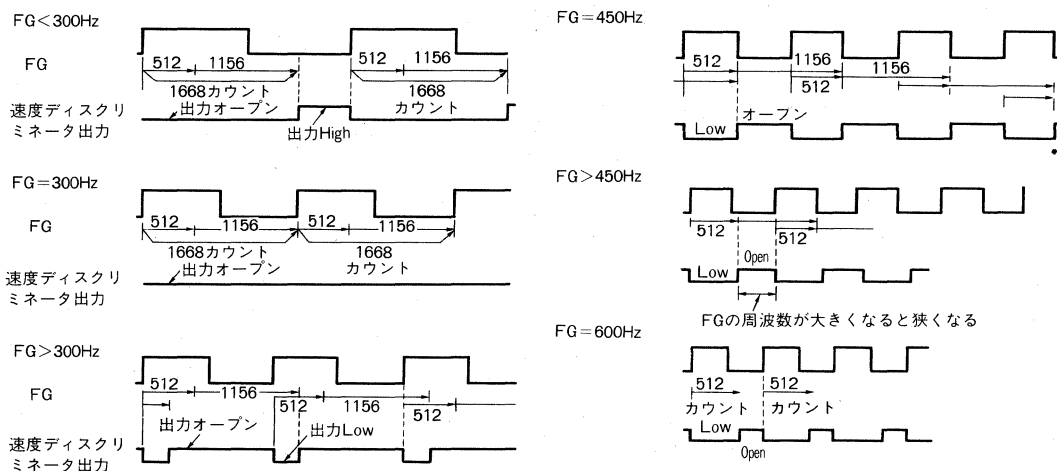 FG<300Hz
FG
512 1156
1668カウント
512 1156
1668
カウント
速度ディスクリ
ミネータ出力
出力オープン
出力High
FG=300Hz
FG
512 1156
1668カウント
512 1156
1668
カウント
速度ディスクリ
ミネータ出力
出力オープン
FG>300Hz
FG
512 1156
512 1156
512
速度ディスクリ
ミネータ出力
出力オープン
出力Low
FG=450Hz
512 1156 1156
512
Low
オープン
FG>450Hz
512
512
Open
Low
FGの周波数が大きくなると狭くなる
FG=600Hz
512 512
カウント カウント
Low
Open